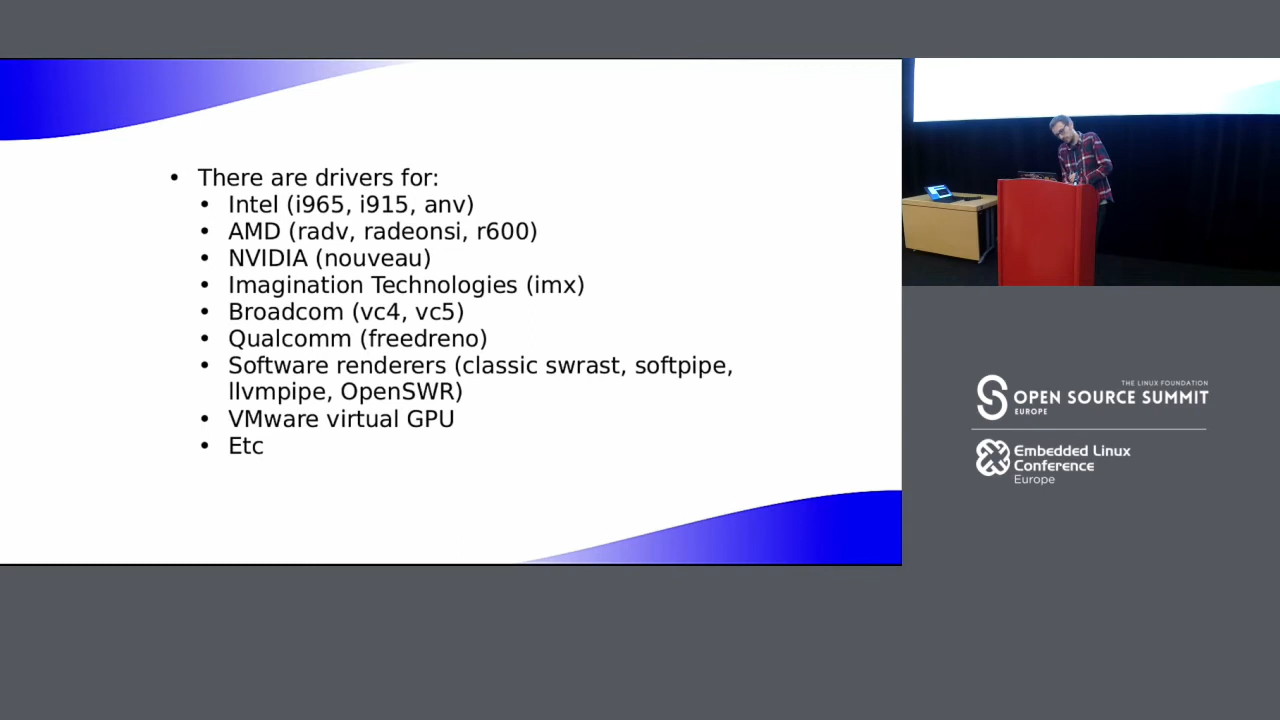 There are drivers for:
Intel (i965, i915, anv)
AMD (radv, radeonsi, r600)
NVIDIA (nouveau)
Imagination Technologies (imx)
Broadcom (vc4, vc5)
Qualcomm (freedreno)
Software renderers (classic swrast, softpipe,
llvmpipe, OpenSWR)
VMware virtual GPU
Etc
THE LINUX FOUNDATION
OPEN SOURCE SUMMIT
EUROPE
Embedded Linux
Conference
Europe